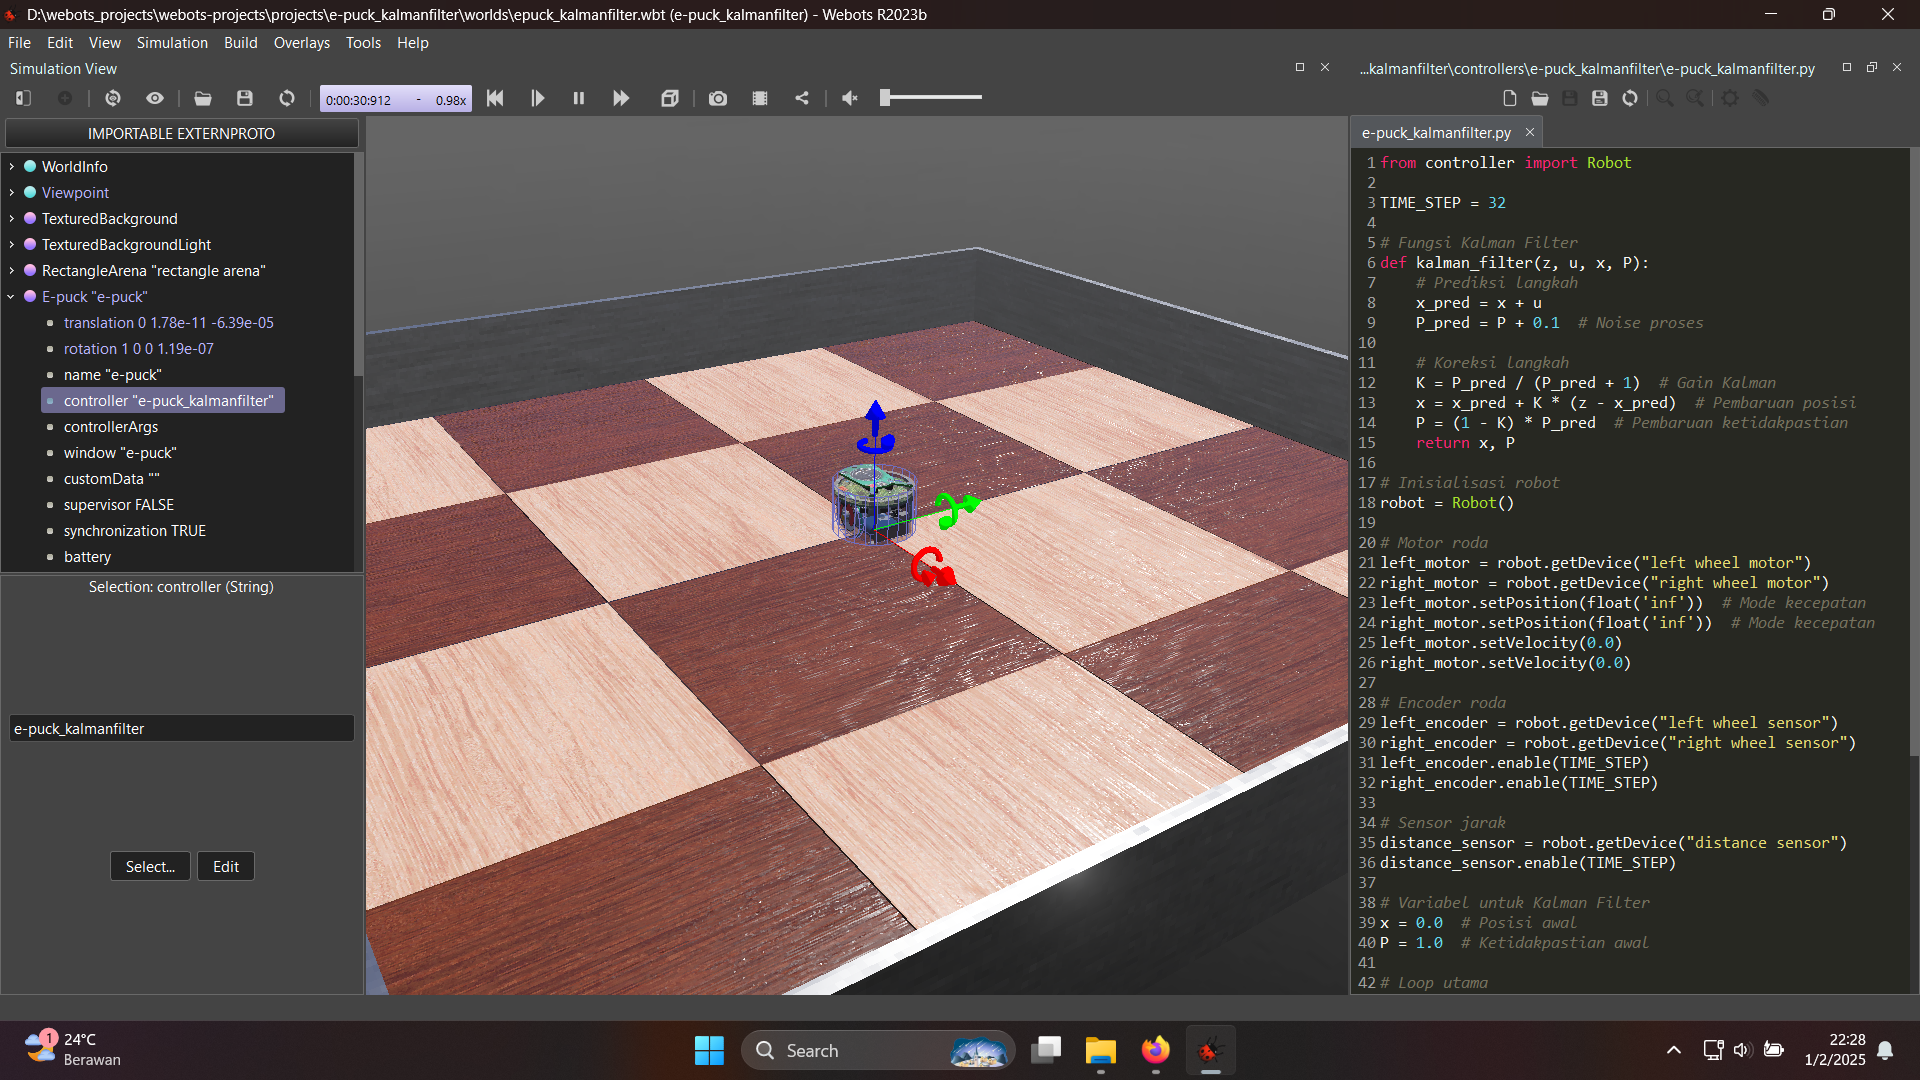 D:\webots_projects\webots-projects\projects\e-puck_kalmanfilter\worlds\epuck_kalmanfilter.wbt (e-puck_kalmanfilter) - Webots R2023b
File Edit View Simulation Build Overlays Tools Help
Simulation View
...kalmanfilter\controllers\e-puck_kalmanfilter\e-puck_kalmanfilter.py
0:00:30:912 - 0.98x
IMPORTABLE EXTERNPROTO
WorldInfo
Viewpoint
TexturedBackground
TexturedBackgroundLight
RectangleArena "rectangle arena"
E-puck "e-puck"
translation 0 1.78e-11 -6.39e-05
rotation 1 0 0 1.19e-07
name "e-puck"
controller "e-puck_kalmanfilter"
controllerArgs
window "e-puck"
customData ""
supervisor FALSE
synchronization TRUE
battery
Selection: controller (String)
e-puck_kalmanfilter
Select... Edit
e-puck_kalmanfilter.py
1 from controller import Robot
2
3 TIME_STEP = 32
4
5 # Fungsi Kalman Filter
6 def kalman_filter(z, u, x, P):
7     # Prediksi langkah
8     x_pred = x + u
9     P_pred = P + 0.1  # Noise proses
10
11     # Koreksi langkah
12     K = P_pred / (P_pred + 1)  # Gain Kalman
13     x = x_pred + K * (z - x_pred)  # Pembaruan posisi
14     P = (1 - K) * P_pred  # Pembaruan ketidakpastian
15     return x, P
16
17 # Inisialisasi robot
18 robot = Robot()
19
20 # Motor roda
21 left_motor = robot.getDevice("left wheel motor")
22 right_motor = robot.getDevice("right wheel motor")
23 left_motor.setPosition(float('inf'))  # Mode kecepatan
24 right_motor.setPosition(float('inf'))  # Mode kecepatan
25 left_motor.setVelocity(0.0)
26 right_motor.setVelocity(0.0)
27
28 # Encoder roda
29 left_encoder = robot.getDevice("left wheel sensor")
30 right_encoder = robot.getDevice("right wheel sensor")
31 left_encoder.enable(TIME_STEP)
32 right_encoder.enable(TIME_STEP)
33
34 # Sensor jarak
35 distance_sensor = robot.getDevice("distance sensor")
36 distance_sensor.enable(TIME_STEP)
37
38 # Variabel untuk Kalman Filter
39 x = 0.0  # Posisi awal
40 P = 1.0  # Ketidakpastian awal
41
42 # Loop utama
1
24°C
Berawan
Search
22:28
1/2/2025